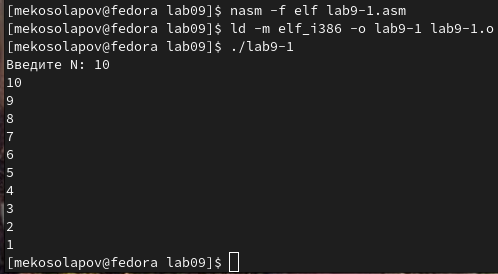 [mekosolapov@fedora lab09]$ nasm -f elf lab9-1.asm
[mekosolapov@fedora lab09]$ ld -m elf_i386 -o lab9-1 lab9-1.o
[mekosolapov@fedora lab09]$ ./lab9-1
Введите N: 10
10
9
8
7
6
5
4
3
2
1
[mekosolapov@fedora lab09]$